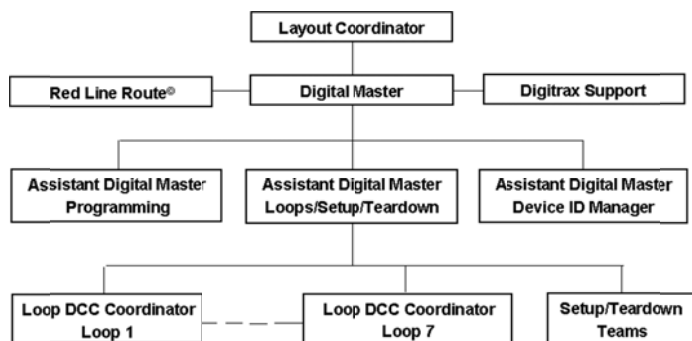 Layout Coordinator
Red Line Route©
Digital Master
Digitrax Support
Assistant Digital Master
Programming
Assistant Digital Master
Loops/Setup/Teardown
Assistant Digital Master
Device ID Manager
Loop DCC Coordinator
Loop 1
Loop DCC Coordinator
Loop 7
Setup/Teardown
Teams